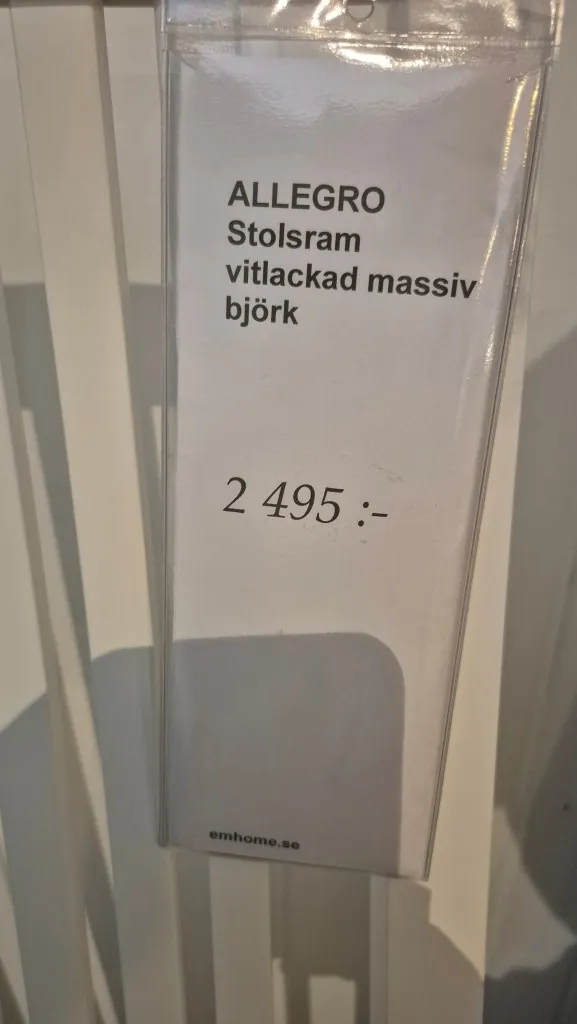 ALLEGRO
Stolsram
vitlackad massiv
björk
2 495 :-
emhome.se